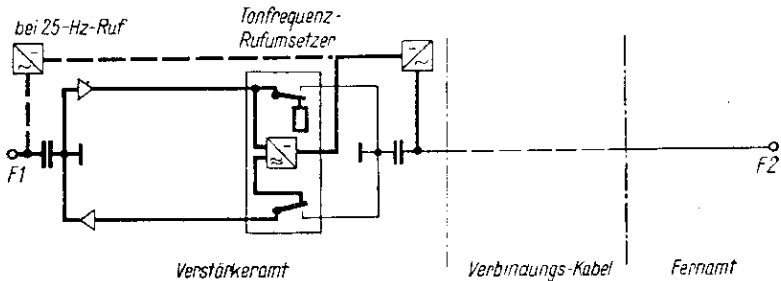 bei 25-Hz-Ruf
Tonfrequenz-
Rufumsetzer
F1
F2
Verstärkeramt
Verbindungs-Kabel
Fernamt